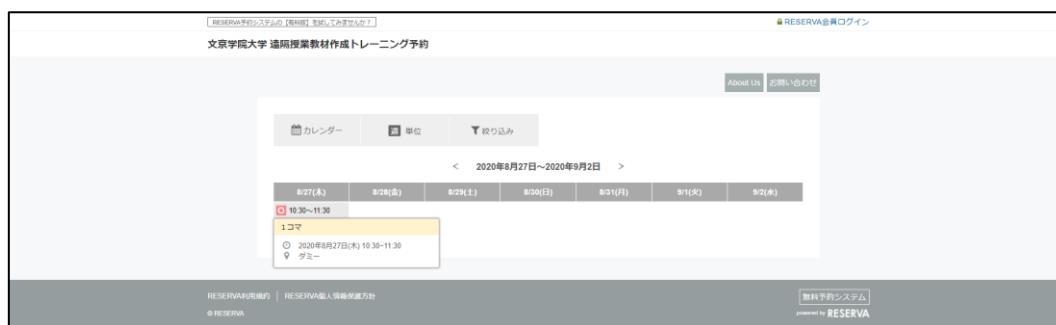 RESERVA予約システムの【有料版】を試してみませんか？
RESERVA会員ログイン
文京学院大学 遠隔授業教材作成トレーニング予約
About Us
お問い合わせ
カレンダー
週 単位
絞り込み
< 2020年8月27日～2020年9月2日 >
8/27(木) 8/28(金) 8/29(土) 8/30(日) 8/31(月) 9/1(火) 9/2(水)
10:30～11:30
1コマ
2020年8月27日(木) 10:30~11:30
ダミー
RESERVA利用規約 | RESERVA個人情報保護方針
© RESERVA
無料予約システム
powered by RESERVA